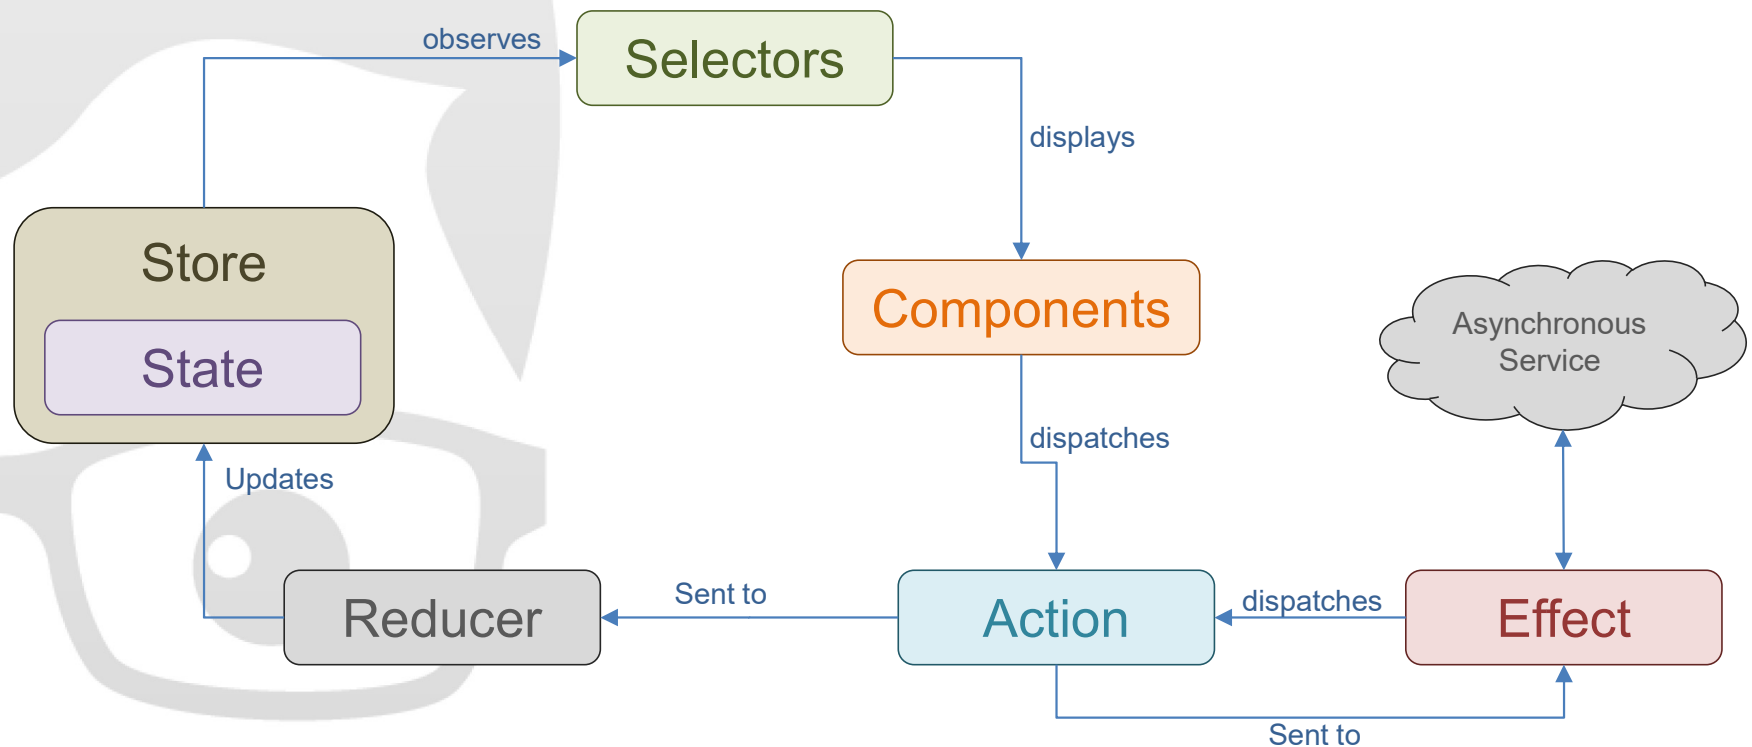 observes
Selectors
displays
Store
State
Components
Asynchronous
Service
dispatches
Updates
Reducer
Sent to
Action
dispatches
Effect
Sent to